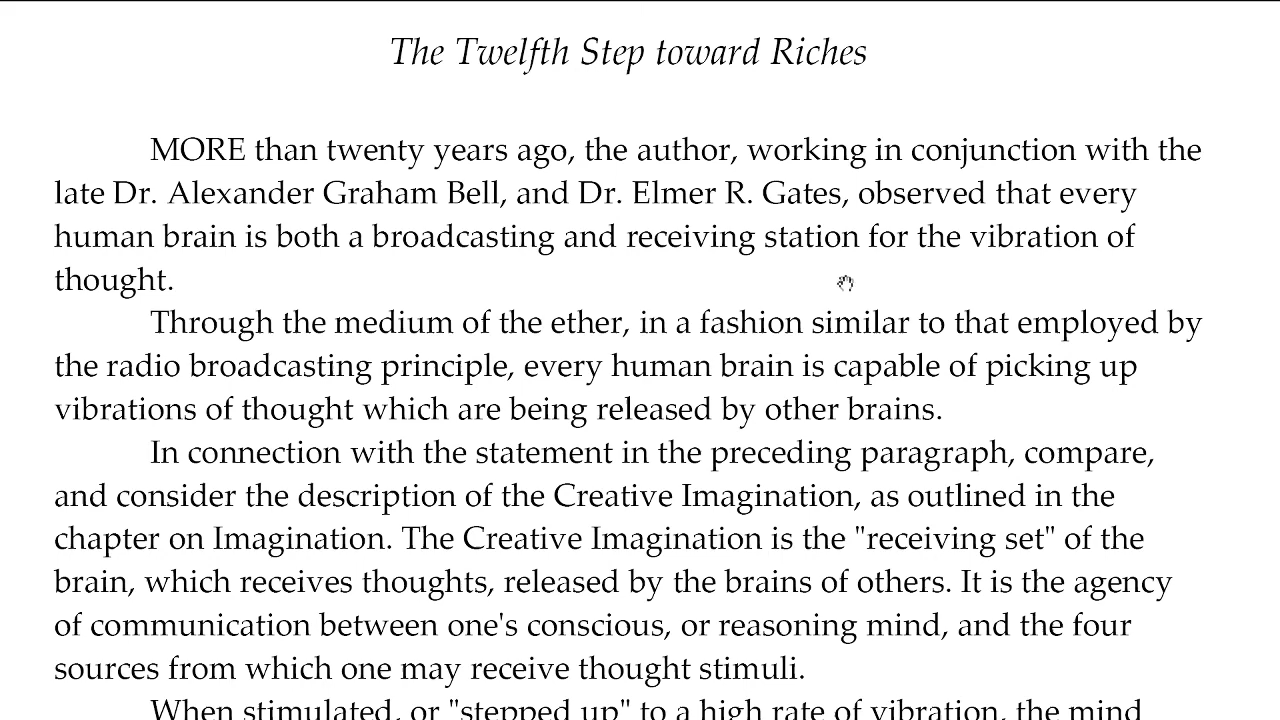 The Twelfth Step toward Riches
MORE than twenty years ago, the author, working in conjunction with the
late Dr. Alexander Graham Bell, and Dr. Elmer R. Gates, observed that every
human brain is both a broadcasting and receiving station for the vibration of
thought.
Through the medium of the ether, in a fashion similar to that employed by
the radio broadcasting principle, every human brain is capable of picking up
vibrations of thought which are being released by other brains.
In connection with the statement in the preceding paragraph, compare,
and consider the description of the Creative Imagination, as outlined in the
chapter on Imagination. The Creative Imagination is the "receiving set" of the
brain, which receives thoughts, released by the brains of others. It is the agency
of communication between one's conscious, or reasoning mind, and the four
sources from which one may receive thought stimuli.
When stimulated, or "stepped up" to a high rate of vibration, the mind